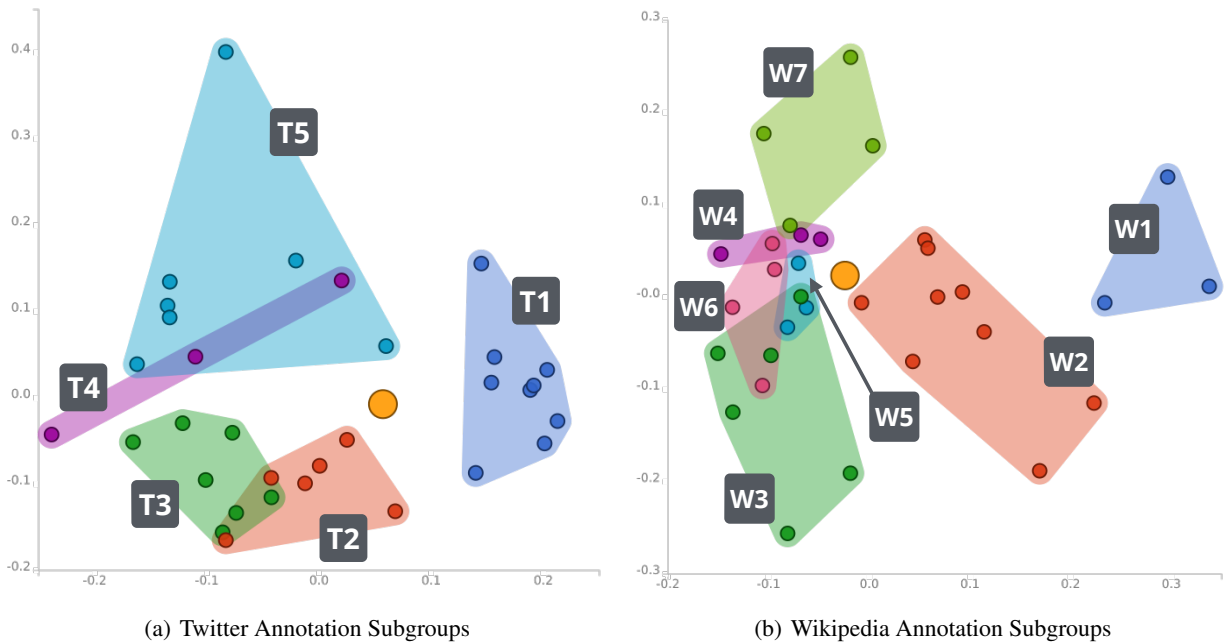 0.4
0.3
0.2
0.1
0.0
-0.1
-0.2
-0.2
-0.1
0.0
0.1
0.2
T5
T1
T4
T3
T2
(a) Twitter Annotation Subgroups
0.3
0.2
0.1
-0.0
-0.1
-0.2
-0.3
-0.2
-0.1
0.0
0.1
0.2
0.3
W7
W4
W1
W6
W2
W5
W3
(b) Wikipedia Annotation Subgroups